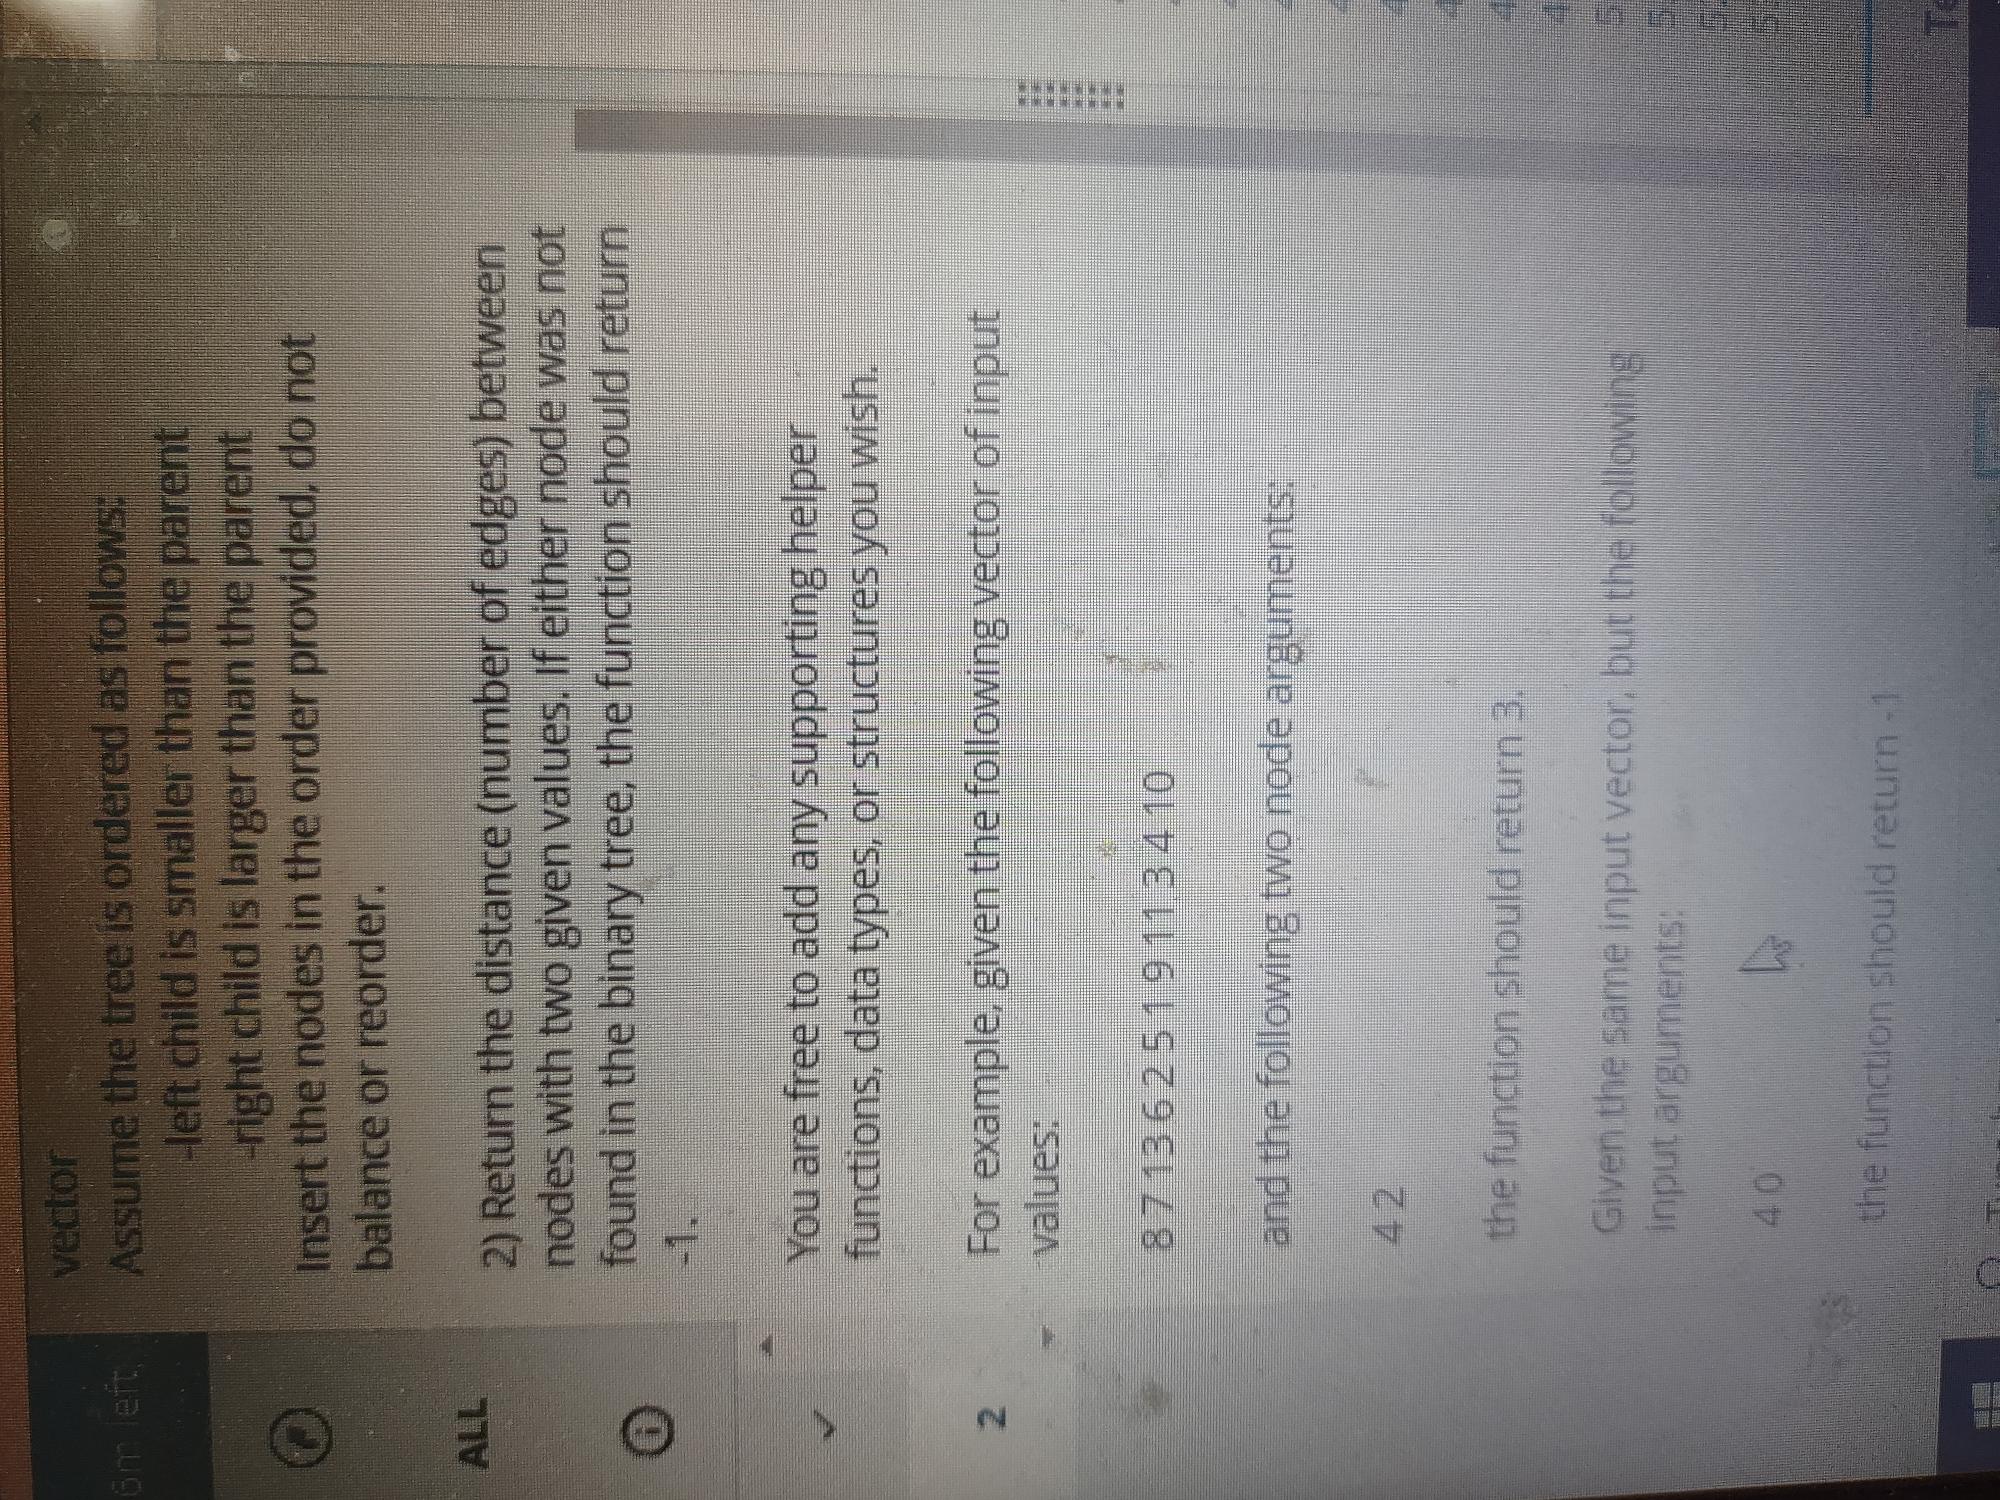 vector
6m left
Assume the tree is ordered as follows:
-left child is smaller than the parent
-right child is larger than the parent
Insert the nodes in the order provided, do not
balance or reorder.
ALL
2) Return the distance (number of edges) between
nodes with two given values. If either node was not
found in the binary tree, the function should return
-1.
You are free to add any supporting helper
functions, data types, or structures you wish.
2
For example, given the following vector of input
values:
8 7 13 6 2 5 1 9 11 3 4 10
and the following two node arguments:
4 2
the function should return 3.
Given the same input vector, but the following
input arguments:
4 0
the function should return -1